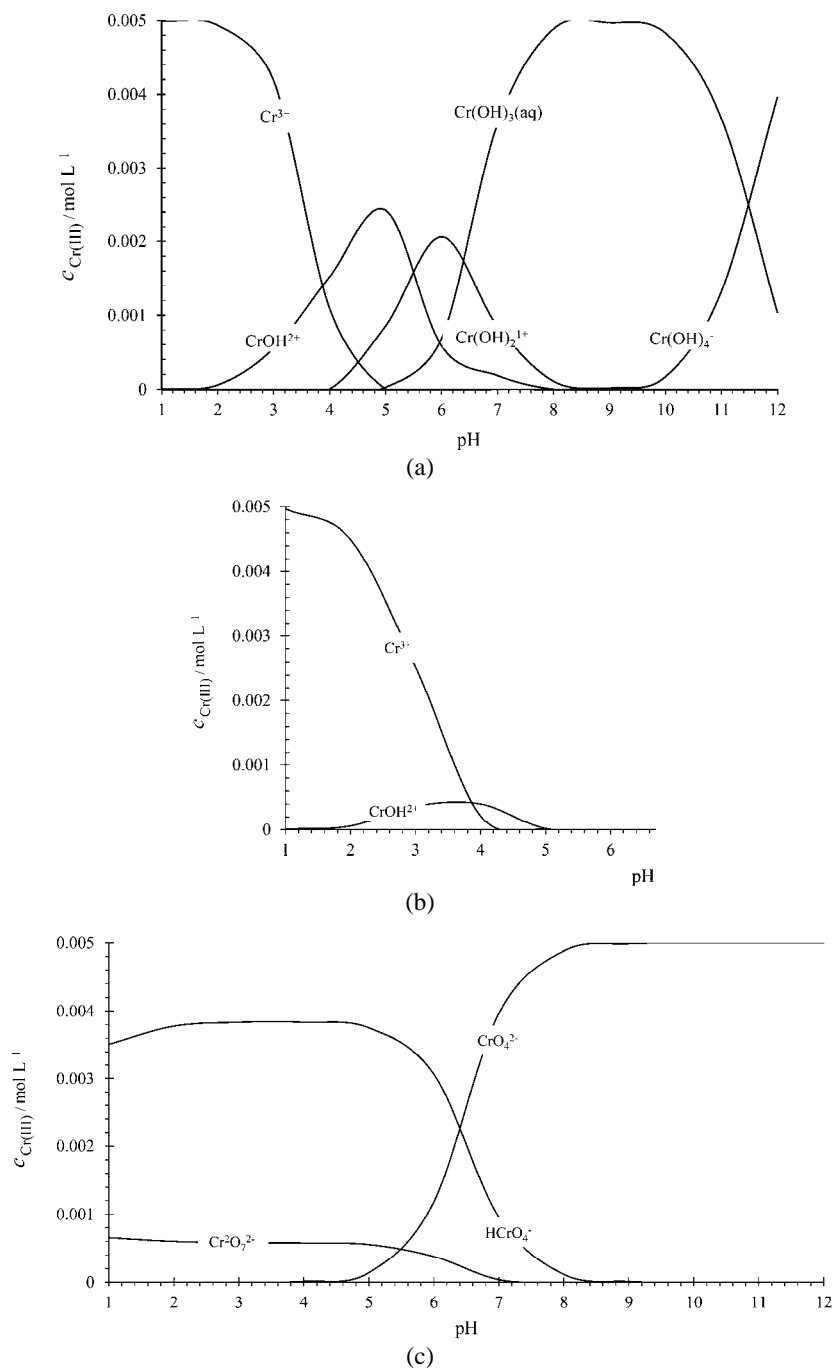 0.005
0.004
0.003
0.002
0.001
0
c Cr(III) / mol L⁻¹
Cr³⁺
Cr(OH)₃(aq)
CrOH²⁺
Cr(OH)₂¹⁺
Cr(OH)₄⁻
1 2 3 4 5 6 7 8 9 10 11 12
pH
(a)
0.005
0.004
0.003
0.002
0.001
0
c Cr(III) / mol L⁻¹
Cr³⁺
CrOH²⁺
1 2 3 4 5 6
pH
(b)
0.005
0.004
0.003
0.002
0.001
0
c Cr(III) / mol L⁻¹
CrO₄²⁻
Cr²O₇²⁻
HCrO₄⁻
1 2 3 4 5 6 7 8 9 10 11 12
pH
(c)